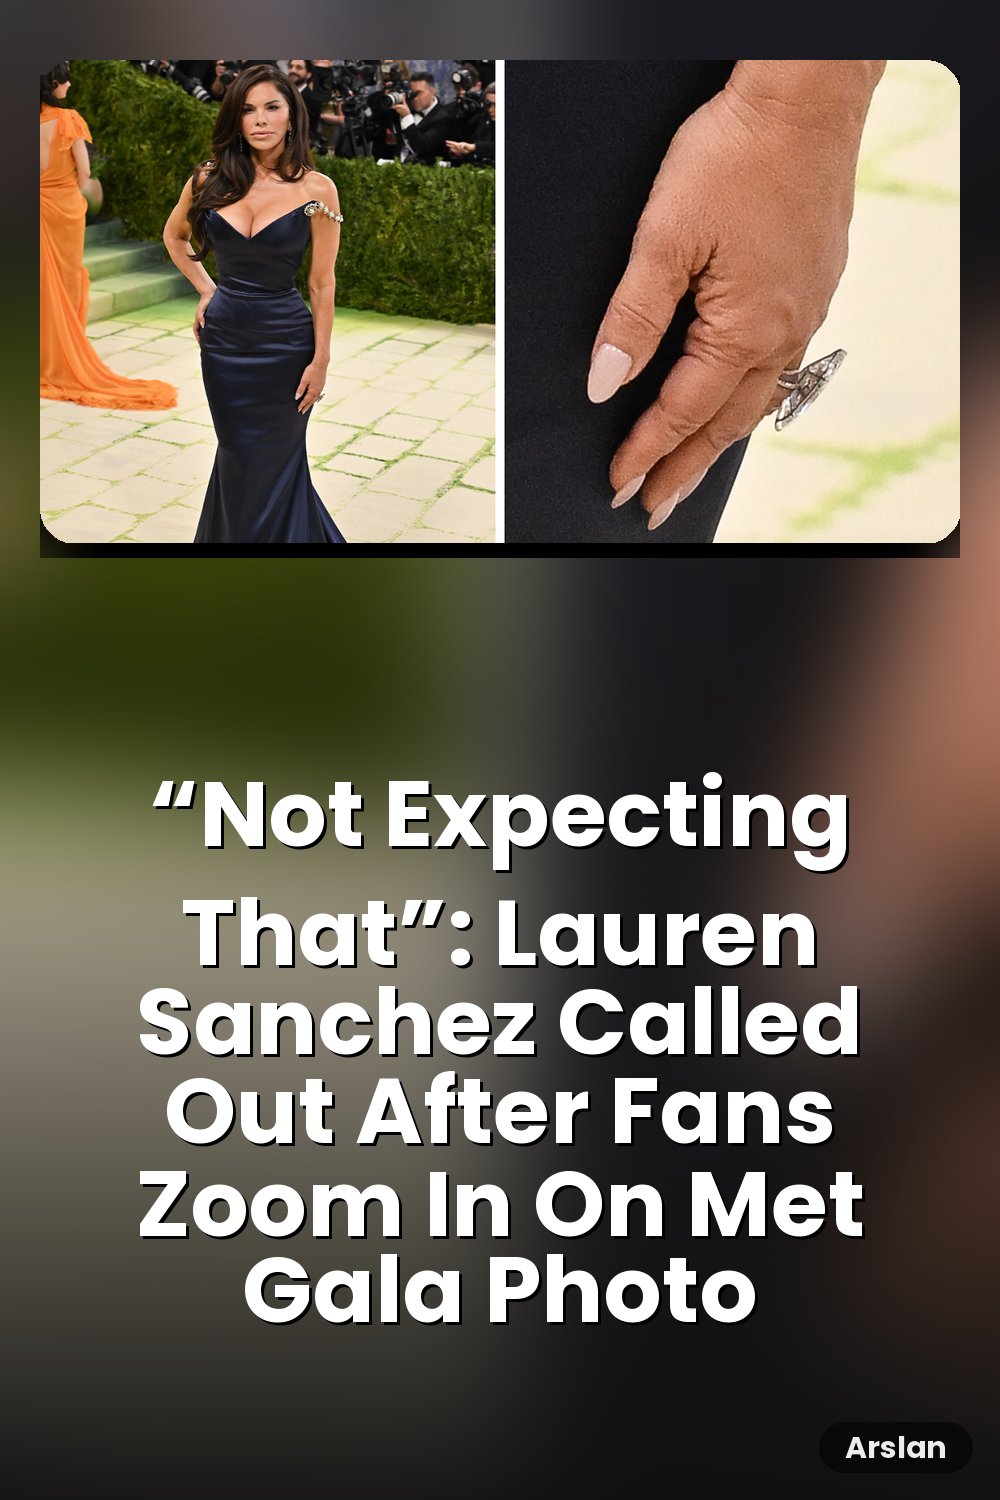 “Not Expecting
That”: Lauren
Sanchez Called
Out After Fans
Zoom In On Met
Gala Photo
Arslan